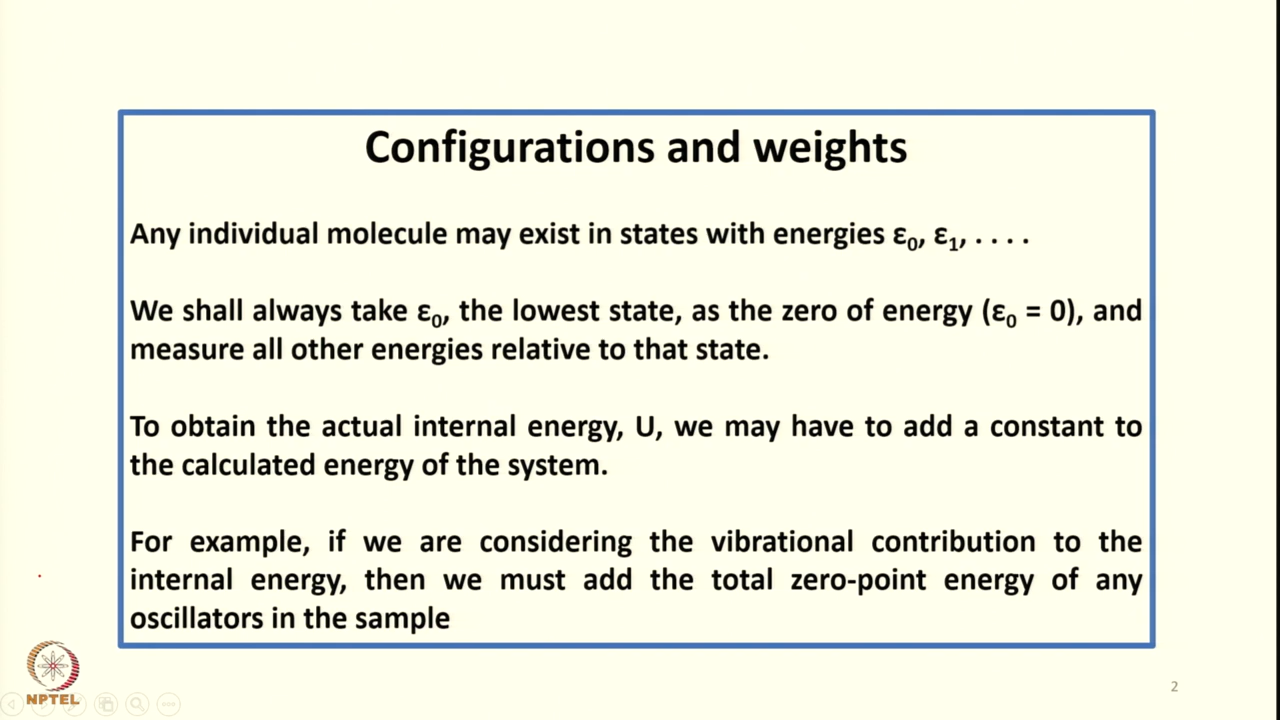 Configurations and weights
Any individual molecule may exist in states with energies ε₀, ε₁, . . . .
We shall always take ε₀, the lowest state, as the zero of energy (ε₀ = 0), and
measure all other energies relative to that state.
To obtain the actual internal energy, U, we may have to add a constant to
the calculated energy of the system.
For example, if we are considering the vibrational contribution to the
internal energy, then we must add the total zero-point energy of any
oscillators in the sample
NPTEL
2